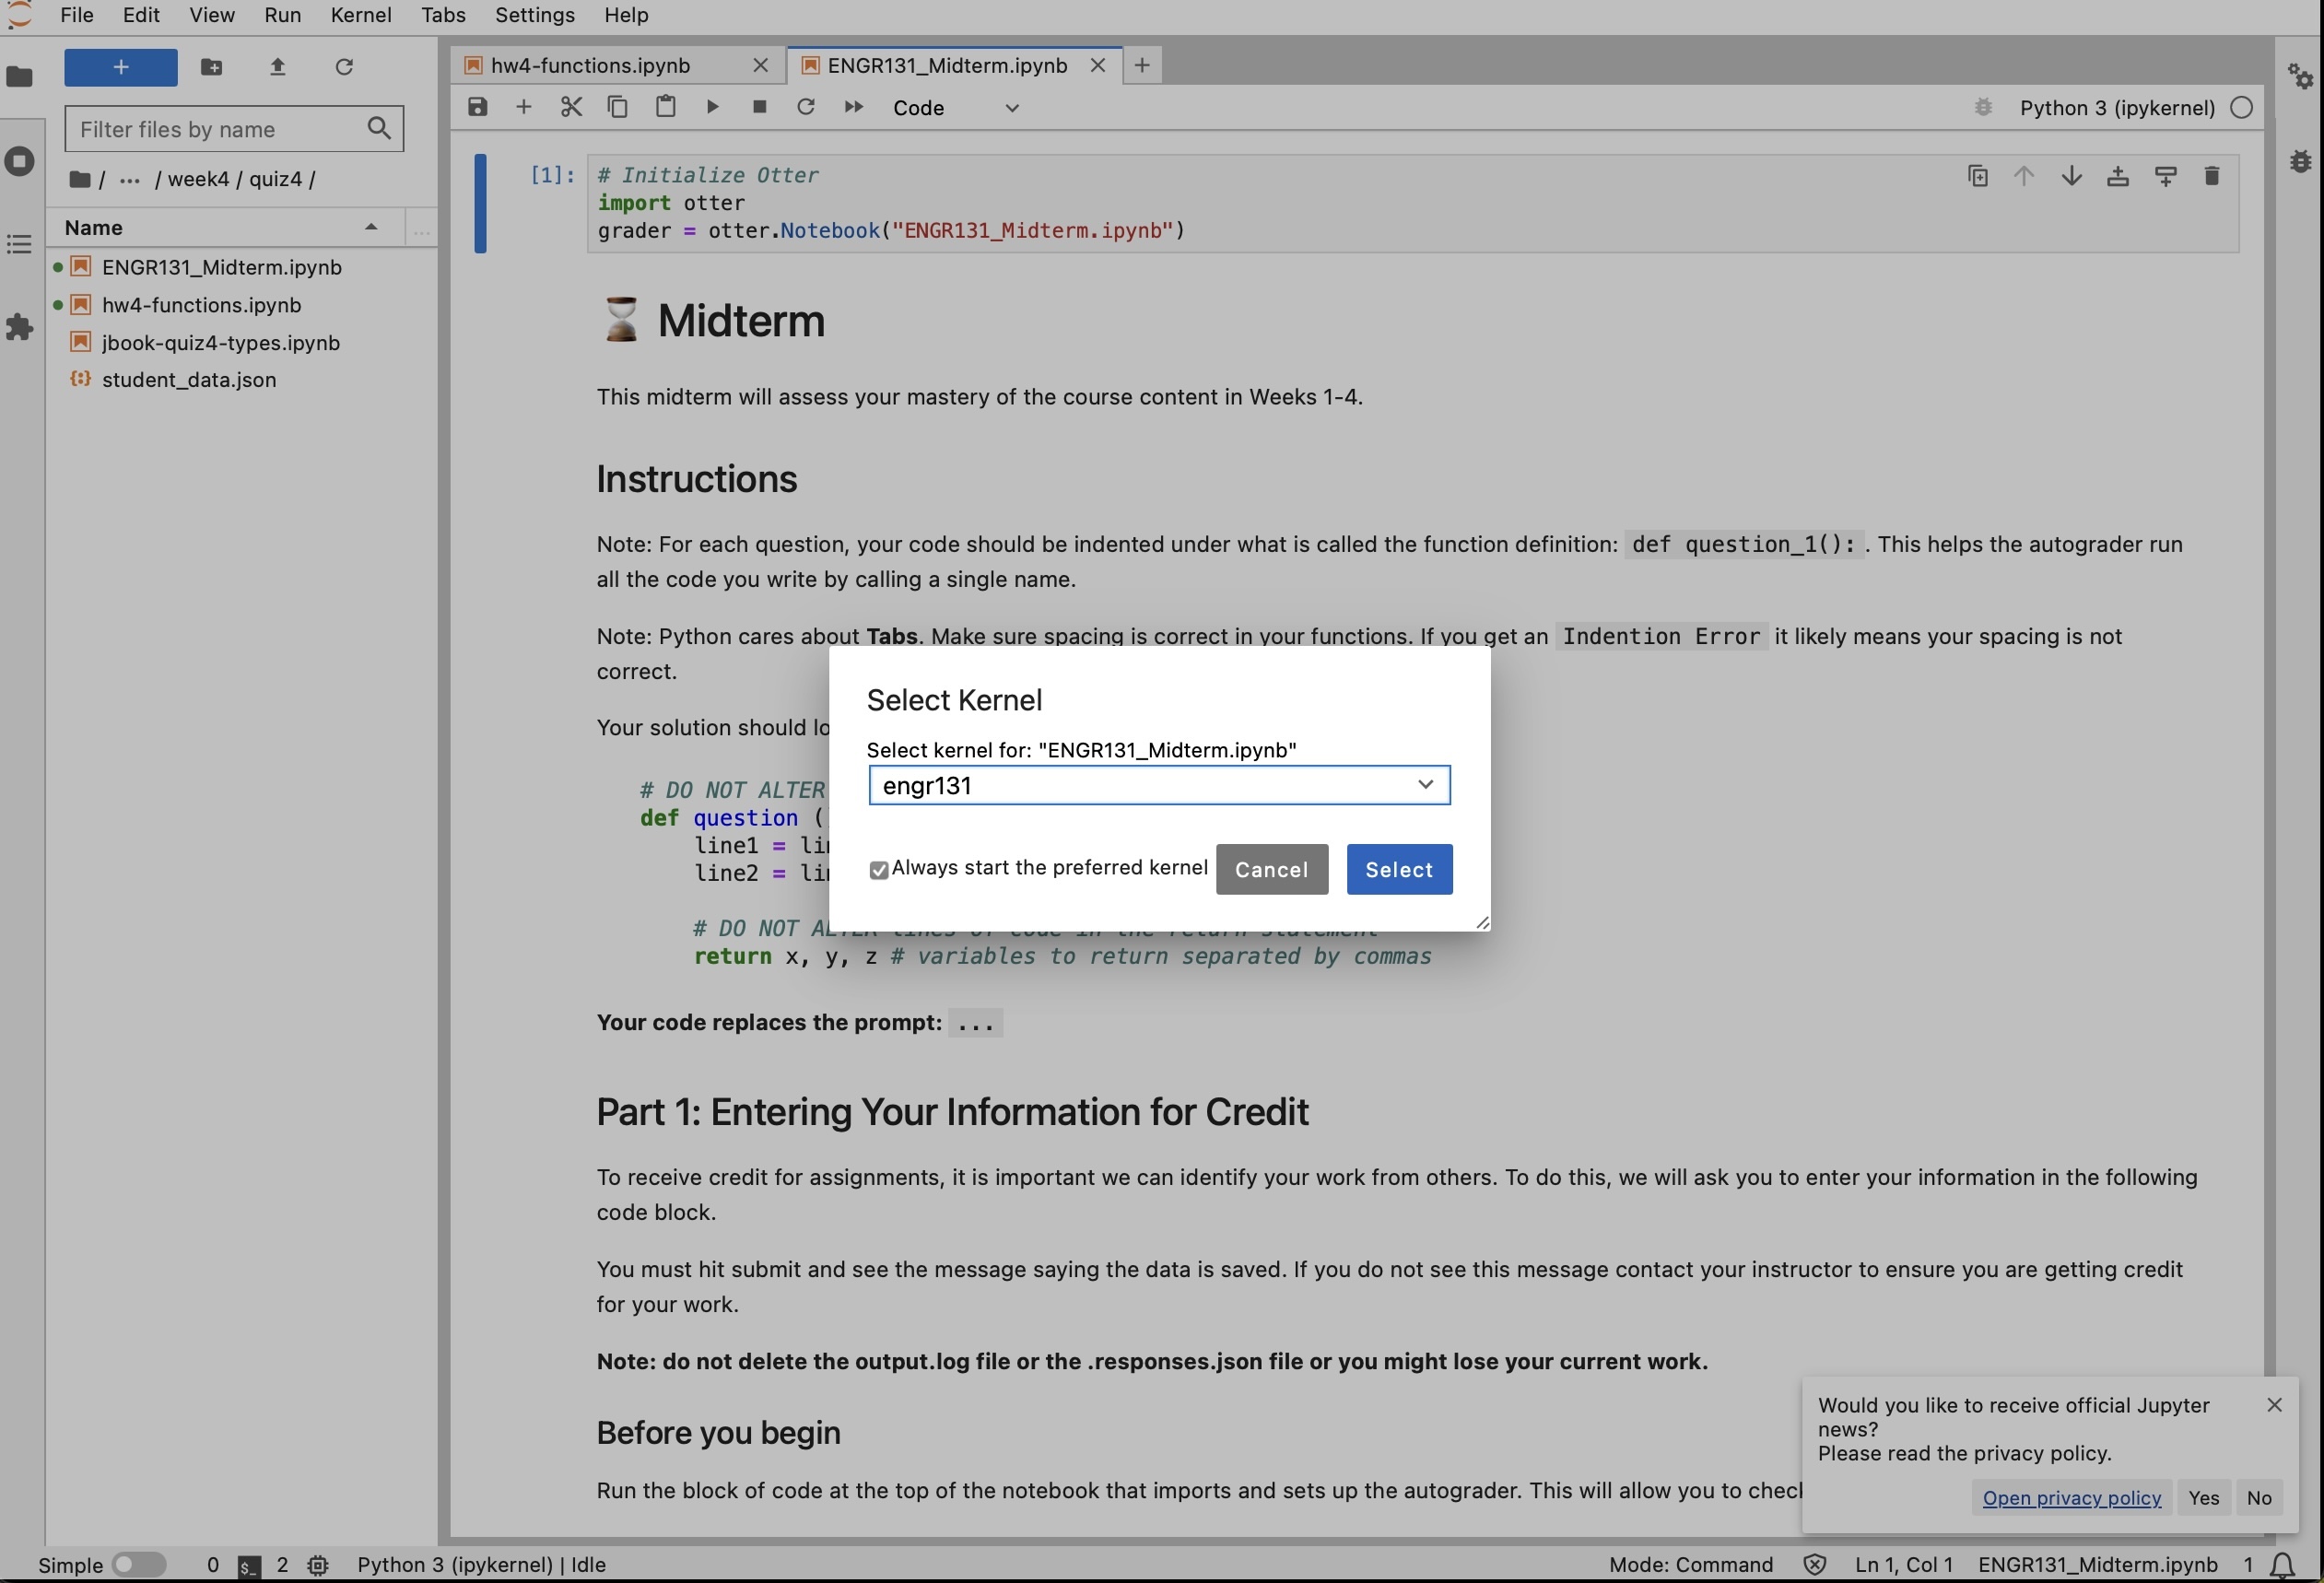 File Edit View Run Kernel Tabs Settings Help
+
Filter files by name
/ ... / week4 / quiz4 /
Name
...
ENGR131_Midterm.ipynb
hw4-functions.ipynb
jbook-quiz4-types.ipynb
student_data.json
hw4-functions.ipynb
ENGR131_Midterm.ipynb
Code
Python 3 (ipykernel)
[1]:
# Initialize Otter
import otter
grader = otter.Notebook("ENGR131_Midterm.ipynb")
⏳ Midterm
This midterm will assess your mastery of the course content in Weeks 1-4.
Instructions
Note: For each question, your code should be indented under what is called the function definition: def question_1(): . This helps the autograder run
all the code you write by calling a single name.
Note: Python cares about Tabs. Make sure spacing is correct in your functions. If you get an Indention Error it likely means your spacing is not
correct.
Your solution should lo
# DO NOT ALTER
def question (
line1 = li
line2 = li
# DO NOT ALTER lines of code in the return statement
return x, y, z # variables to return separated by commas
Your code replaces the prompt: ...
Select Kernel
Select kernel for: "ENGR131_Midterm.ipynb"
engr131
Always start the preferred kernel
Cancel
Select
Part 1: Entering Your Information for Credit
To receive credit for assignments, it is important we can identify your work from others. To do this, we will ask you to enter your information in the following
code block.
You must hit submit and see the message saying the data is saved. If you do not see this message contact your instructor to ensure you are getting credit
for your work.
Note: do not delete the output.log file or the .responses.json file or you might lose your current work.
Before you begin
Run the block of code at the top of the notebook that imports and sets up the autograder. This will allow you to check
Would you like to receive official Jupyter
news?
Please read the privacy policy.
Open privacy policy
Yes
No
Simple
0
$_
2
Python 3 (ipykernel) | Idle
Mode: Command
Ln 1, Col 1
ENGR131_Midterm.ipynb
1